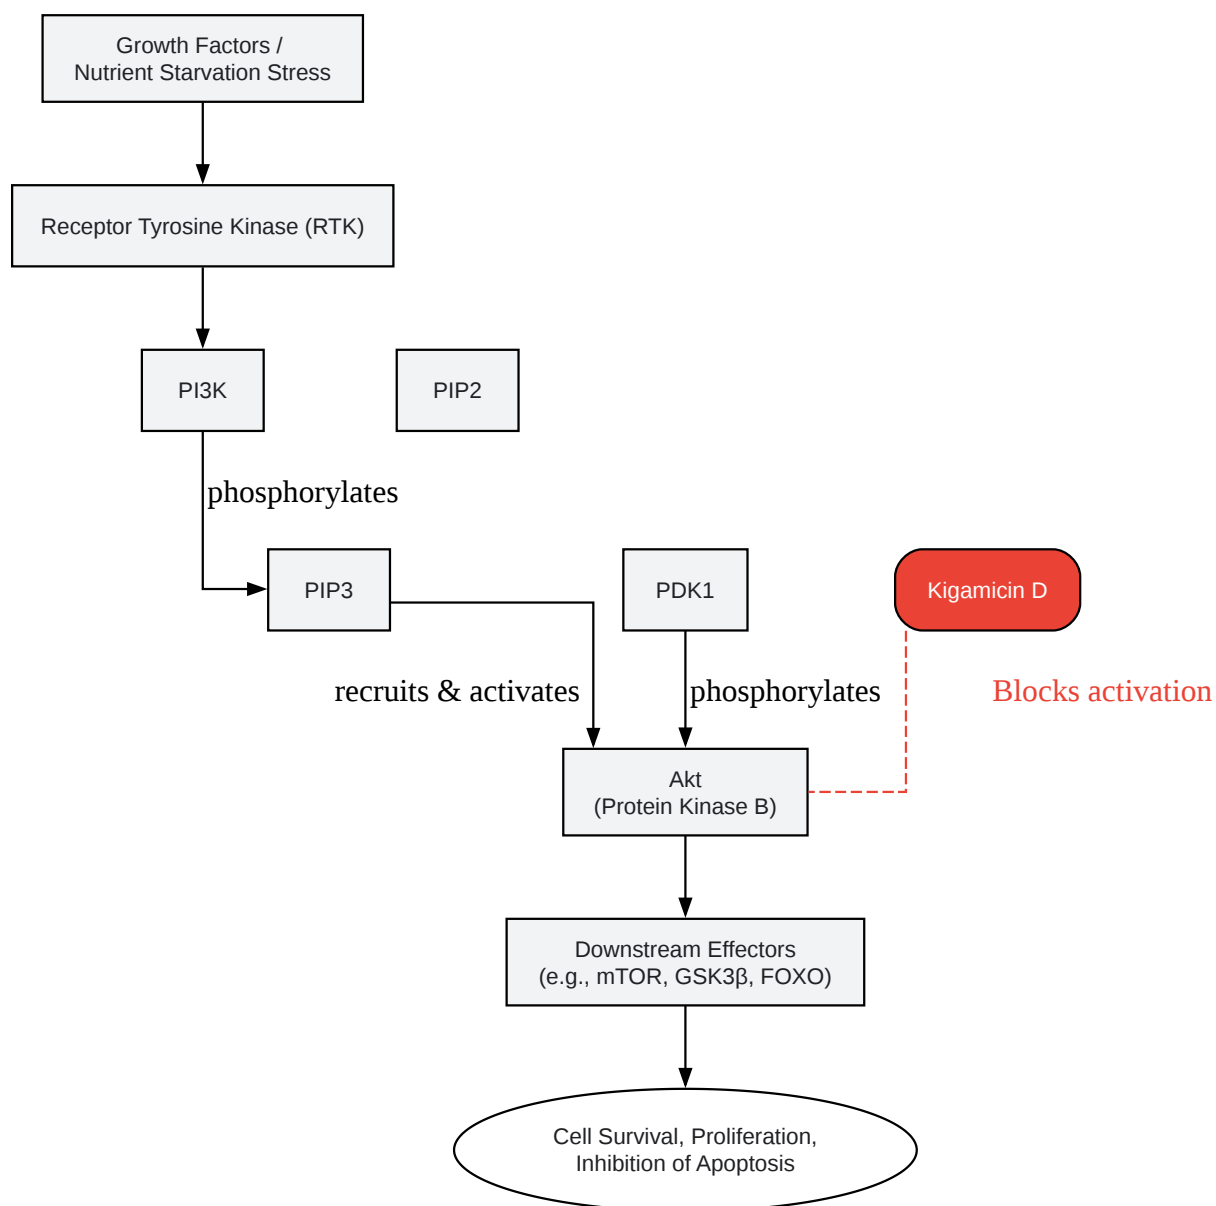 Growth Factors /
Nutrient Starvation Stress
Receptor Tyrosine Kinase (RTK)
PI3K
PIP2
phosphorylates
PIP3
PDK1
Kigamicin D
recruits & activates
phosphorylates
Blocks activation
Akt
(Protein Kinase B)
Downstream Effectors
(e.g., mTOR, GSK3β, FOXO)
Cell Survival, Proliferation,
Inhibition of Apoptosis